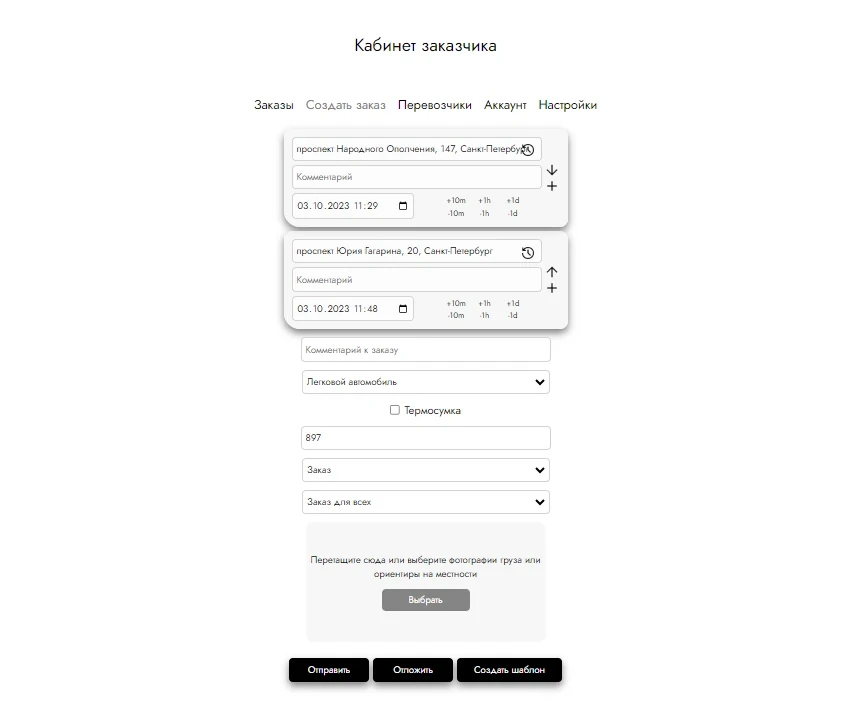 Кабинет заказчика
Заказы Создать заказ Перевозчики Аккаунт Настройки
проспект Народного Ополчения, 147, Санкт-Петербург
Комментарий
03.10.2023 11:29 +10m +1h +1d
-10m -1h -1d
проспект Юрия Гагарина, 20, Санкт-Петербург
Комментарий
03.10.2023 11:48 +10m +1h +1d
-10m -1h -1d
Комментарий к заказу
Легковой автомобиль
Термосумка
897
Заказ
Заказ для всех
Перетащите сюда или выберите фотографии груза или
ориентиры на местности
Выбрать
Отправить Отложить Создать шаблон